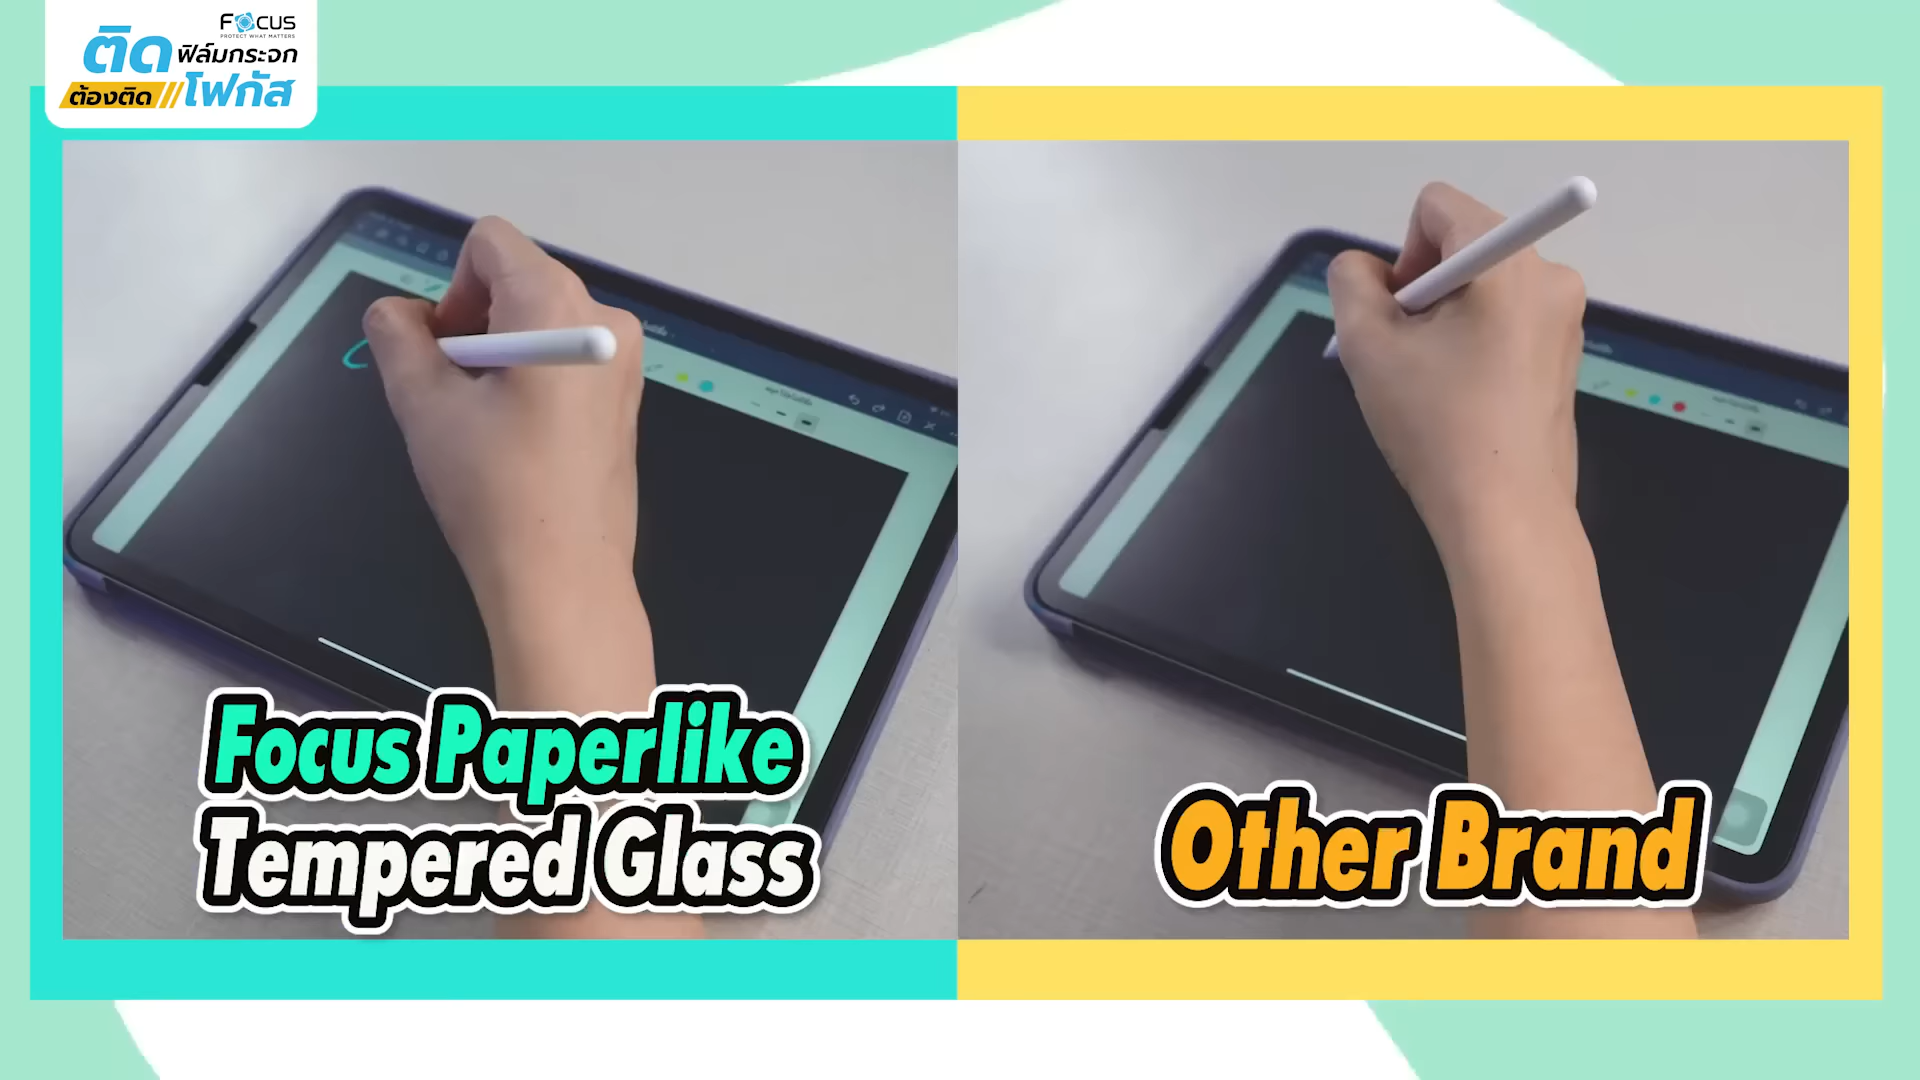 FOCUS
PROTECT WHAT MATTERS
ติด ฟิล์มกระจก
ต้องติด โฟกัส
Focus Paperlike
Tempered Glass
Other Brand